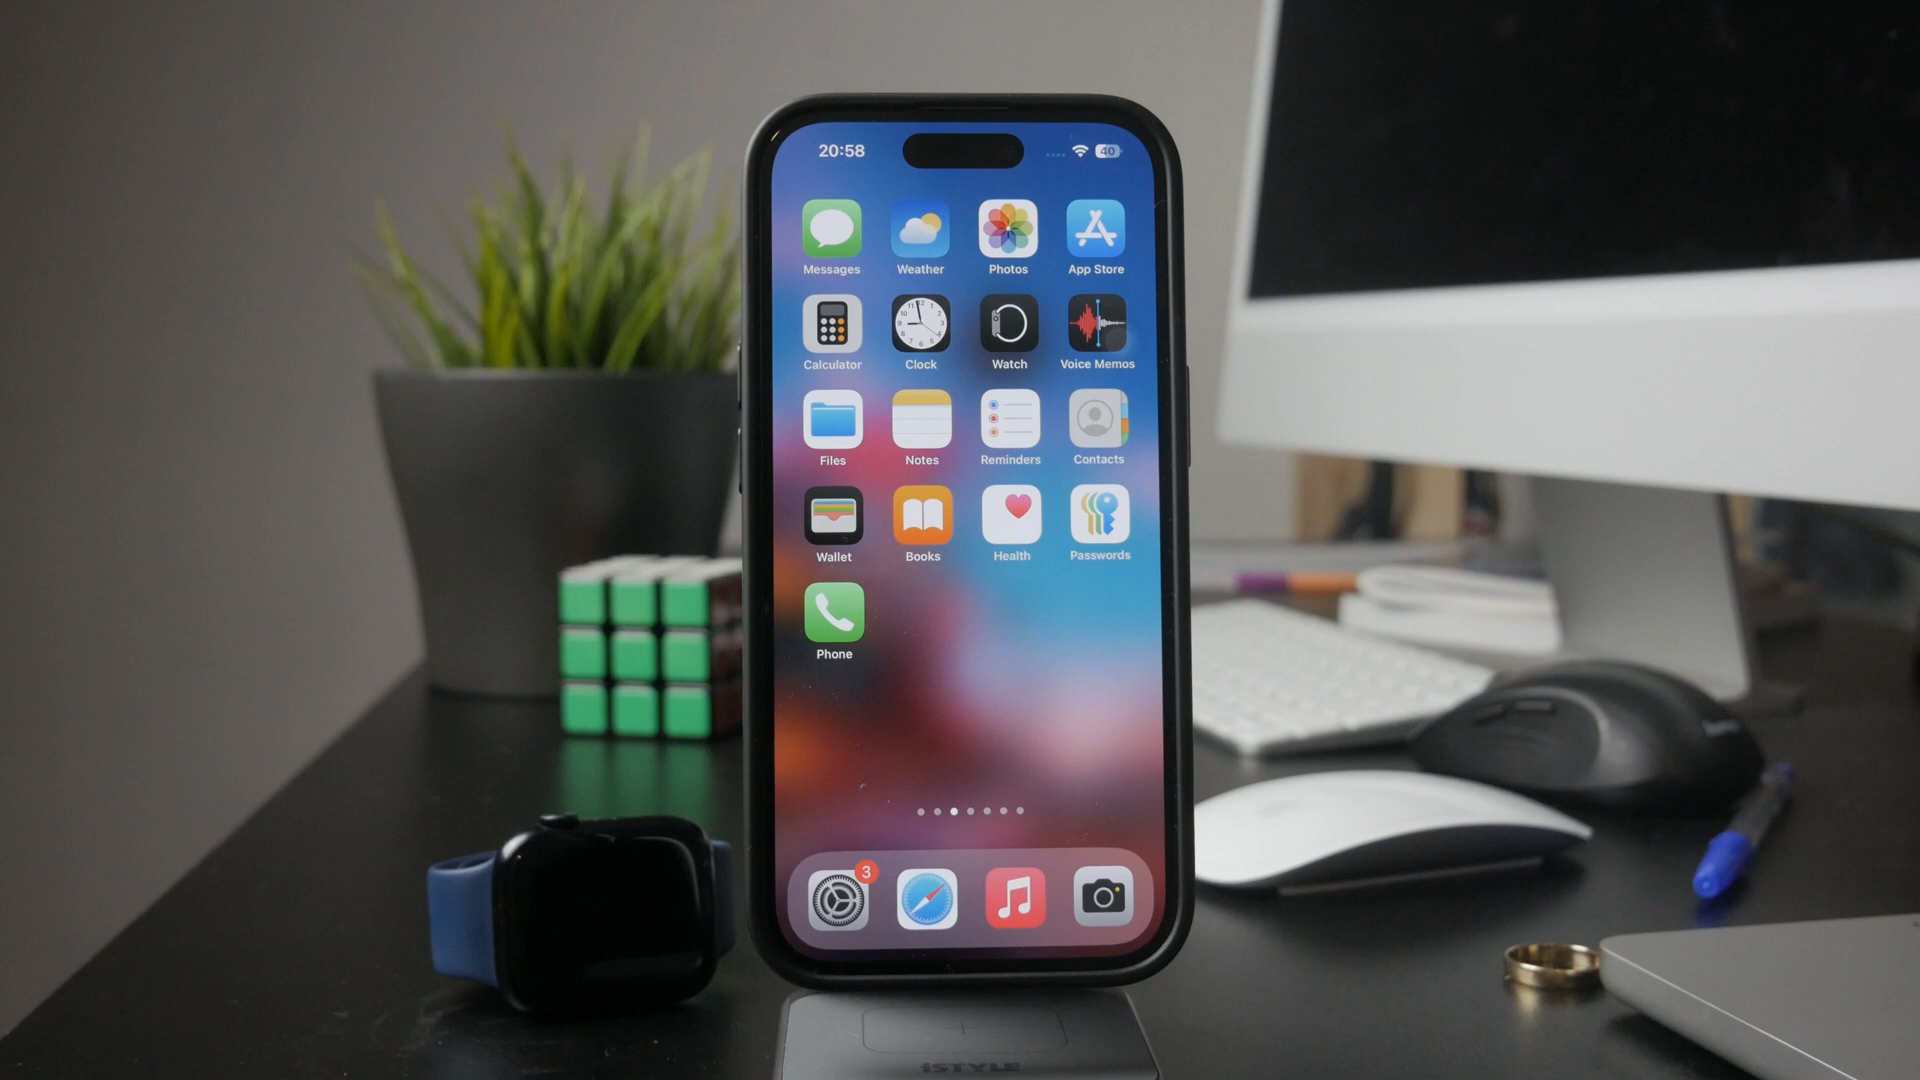 20:58
40
Messages
Weather
Photos
App Store
Calculator
Clock
Watch
Voice Memos
Files
Notes
Reminders
Contacts
Wallet
Books
Health
Passwords
Phone
3
iSTYLE